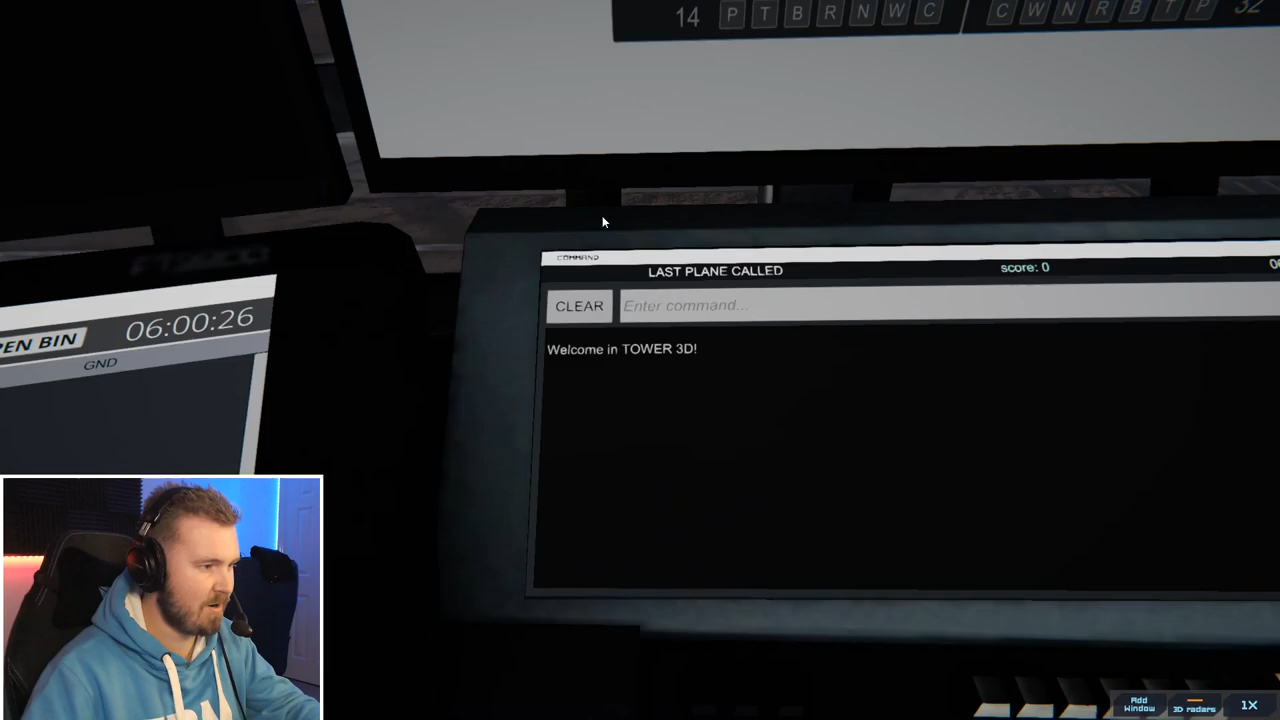 14 P T B R N W C C W N R B T P 32
COMMAND
LAST PLANE CALLED score: 0
CLEAR Enter command...
Welcome in TOWER 3D!
BIN 06:00:26
GND
Add Window 3D radars 1X